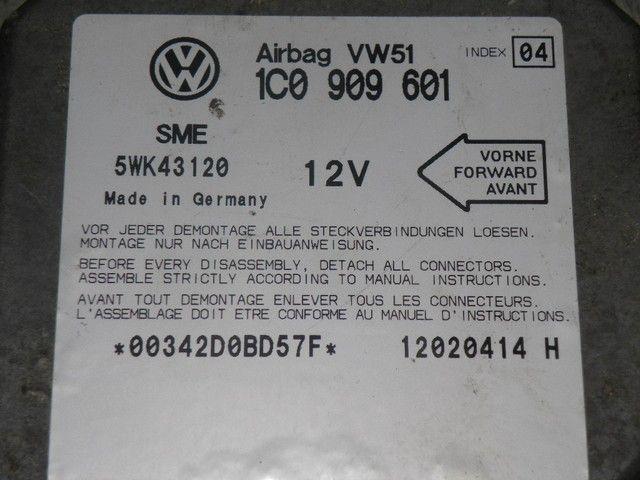 Airbag VW51 INDEX 04
1C0 909 601
SME
5WK43120 12V
Made in Germany
VORNE
FORWARD
AVANT
VOR JEDER DEMONTAGE ALLE STECKVERBINDUNGEN LOESEN.
MONTAGE NUR NACH EINBAUANWEISUNG.
BEFORE EVERY DISASSEMBLY, DETACH ALL CONNECTORS.
ASSEMBLE STRICTLY ACCORDING TO MANUAL INSTRUCTIONS.
AVANT TOUT DEMONTAGE ENLEVER TOUS LES CONNECTEURS.
L'ASSEMBLAGE DOIT ETRE CONFORME AU MANUEL D'INSTRUCTIONS.
*00342D0BD57F* 12020414 H